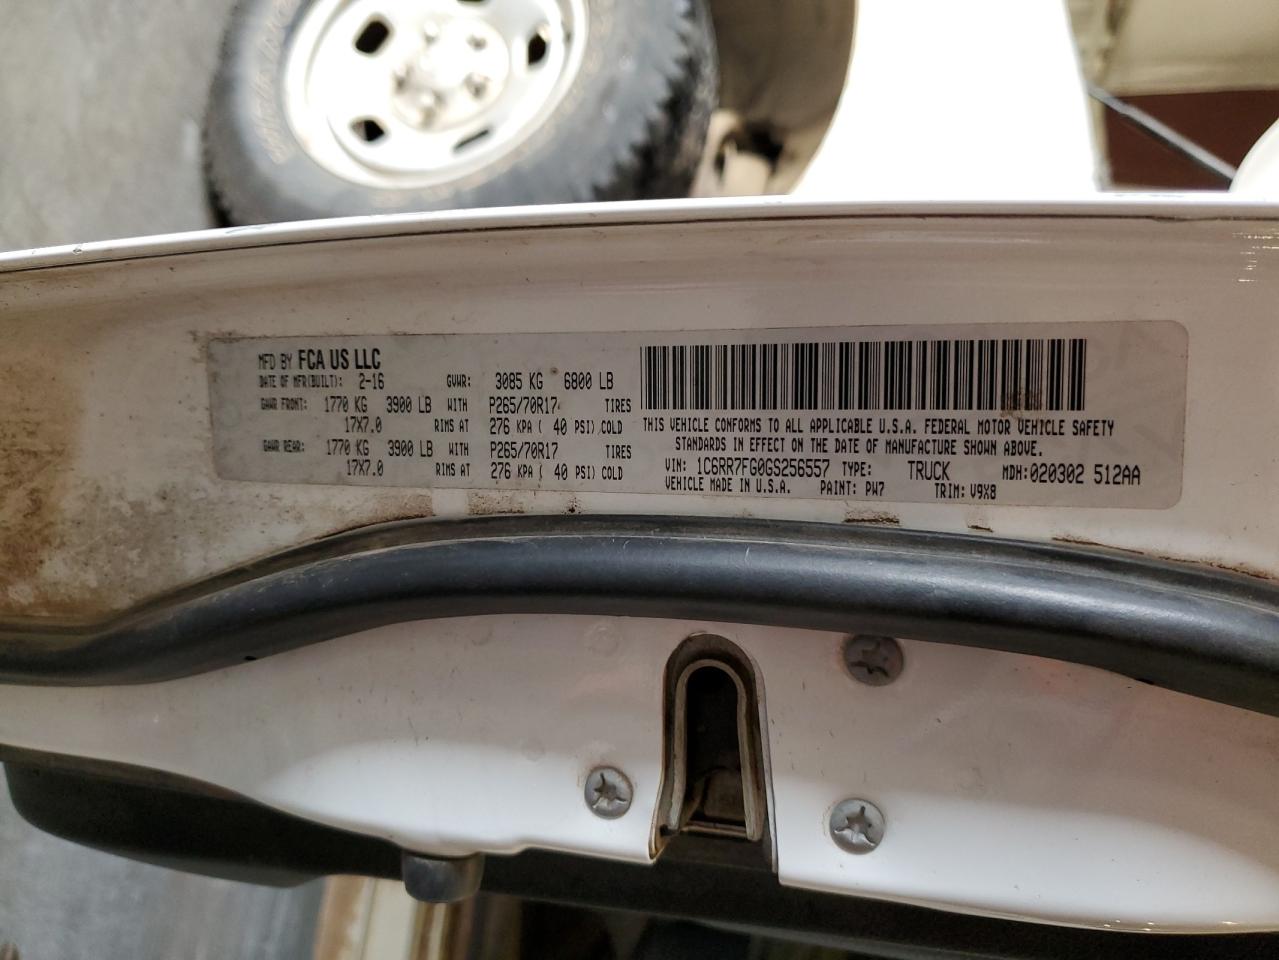 MFD BY FCA US LLC
DATE OF MFR(BUILT): 2-16 GVWR: 3085 KG 6800 LB
GAWR FRONT: 1770 KG 3900 LB WITH P265/70R17 TIRES
17X7.0 RIMS AT 276 KPA( 40 PSI) COLD
GAWR REAR: 1770 KG 3900 LB WITH P265/70R17 TIRES
17X7.0 RIMS AT 276 KPA( 40 PSI) COLD
THIS VEHICLE CONFORMS TO ALL APPLICABLE U.S.A. FEDERAL MOTOR VEHICLE SAFETY
STANDARDS IN EFFECT ON THE DATE OF MANUFACTURE SHOWN ABOVE.
VIN: 1C6RR7FG0GS256557 TYPE: TRUCK MDH:020302 512AA
VEHICLE MADE IN U.S.A. PAINT: PW7 TRIM: V9X8